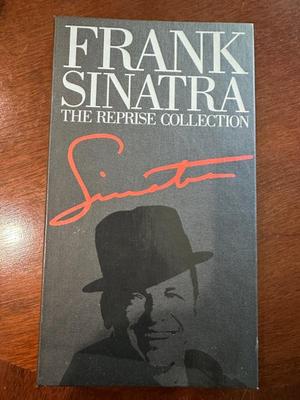 FRANK
SINATRA
THE REPRISE COLLECTION
Sinatra